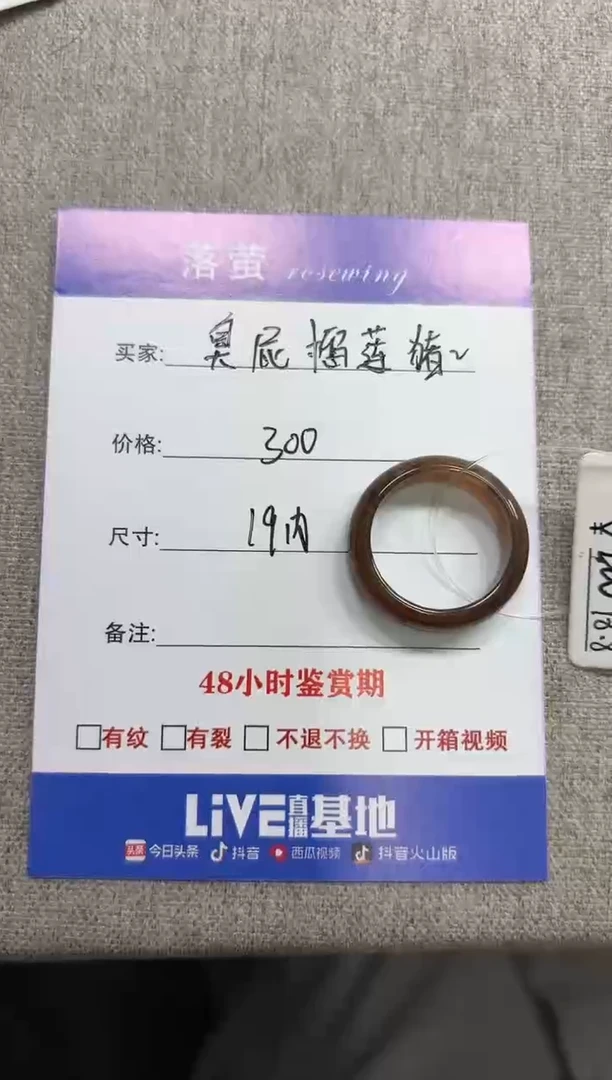 落萤 rosewing
买家: 臭屁榴莲猪~
价格: 300
尺寸: 19内
备注:
48小时鉴赏期
有纹 有裂 不退不换 开箱视频
LiVE直播基地
头条 今日头条 抖音 西瓜视频 抖音火山版